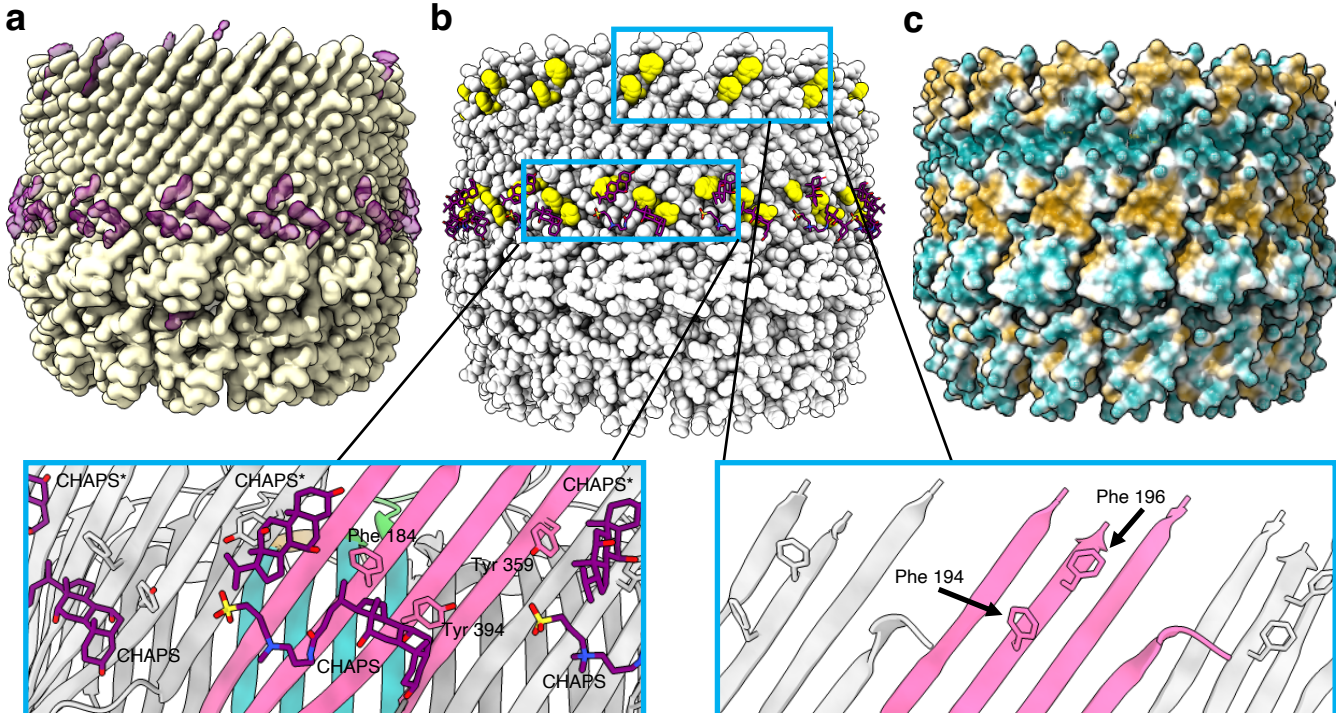 a
b
c
CHAPS*
CHAPS*
CHAPS*
Phe 184
Tyr 359
Tyr 394
CHAPS
CHAPS
CHAPS
Phe 196
Phe 194